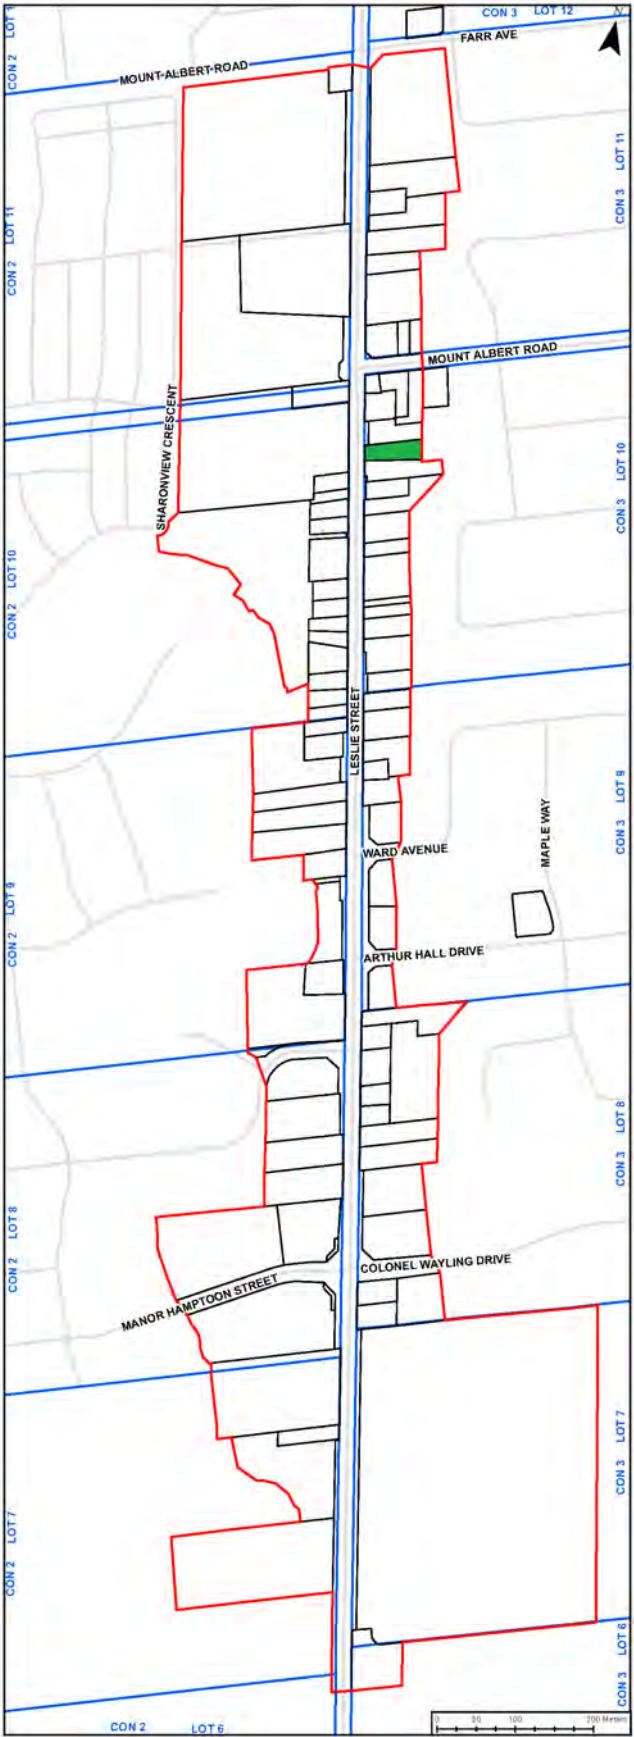 CON 3 LOT 12
N
CON 2 LOT 1
FARR AVE
MOUNT ALBERT ROAD
CON 3 LOT 11
CON 2 LOT 11
MOUNT ALBERT ROAD
SHARONVIEW CRESCENT
CON 3 LOT 10
CON 2 LOT 10
LESLIE STREET
CON 3 LOT 9
MAPLE WAY
WARD AVENUE
CON 2 LOT 9
ARTHUR HALL DRIVE
CON 3 LOT 8
CON 2 LOT 8
COLONEL WAYLING DRIVE
MANOR HAMPTOON STREET
CON 3 LOT 7
CON 2 LOT 7
CON 3 LOT 6
CON 2 LOT 6
0 50 100 200 Meters